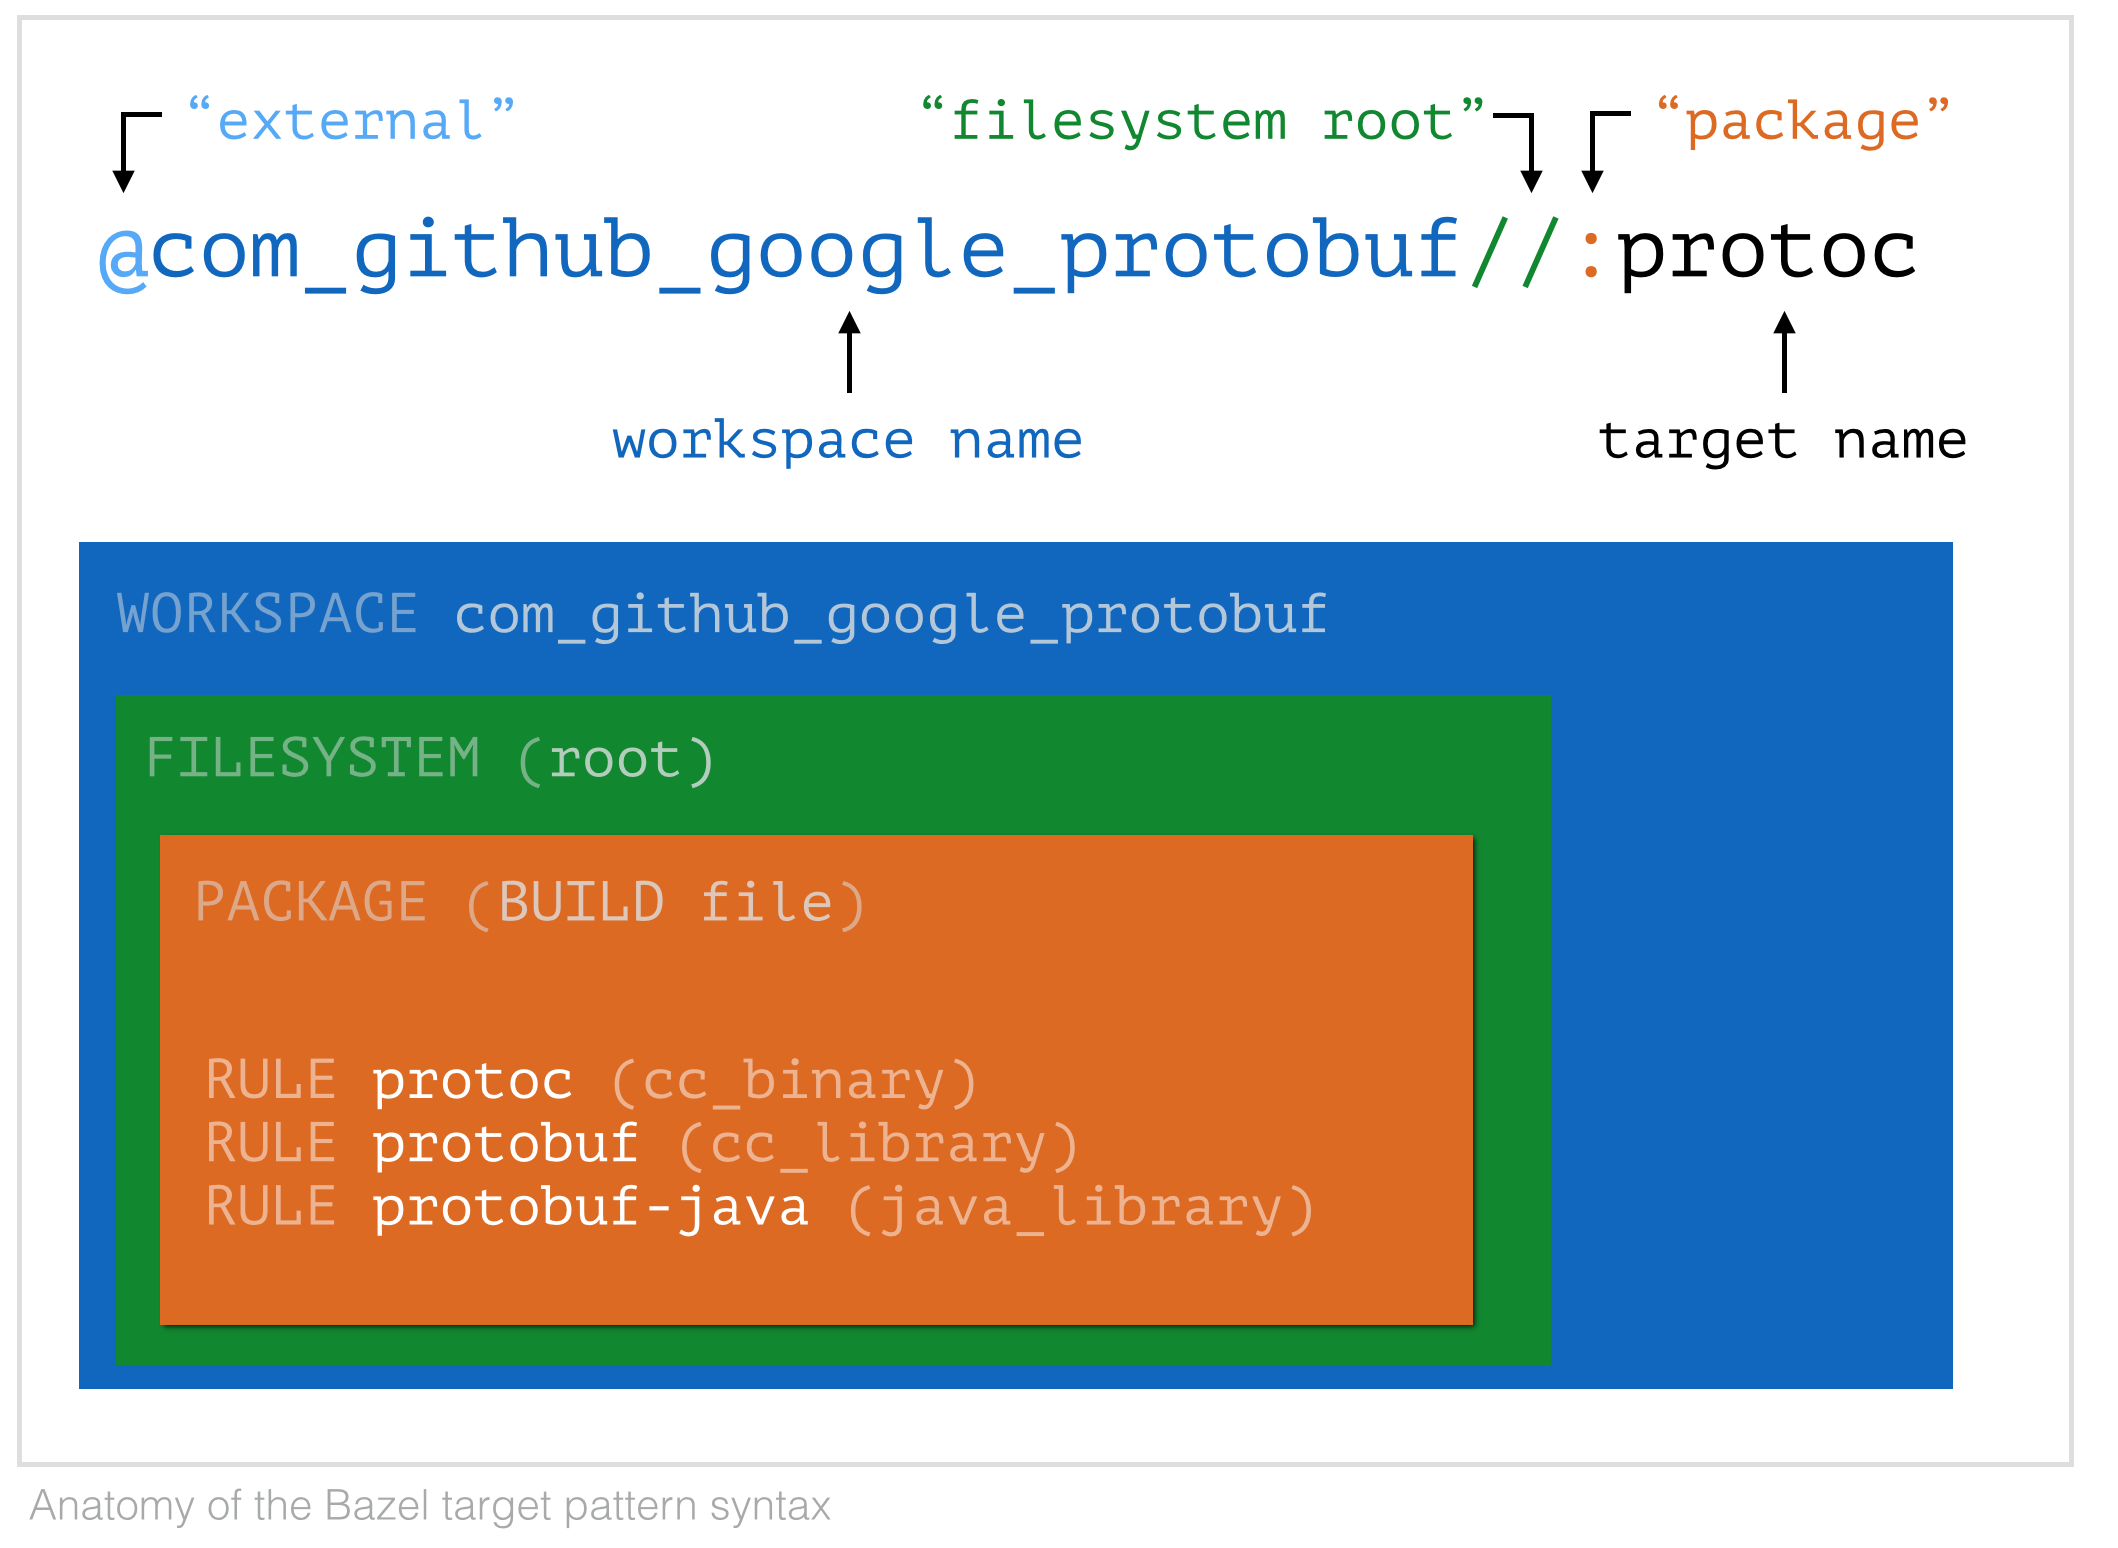 “external” “filesystem root” “package”
@com_github_google_protobuf//:protoc
workspace name target name
WORKSPACE com_github_google_protobuf
FILESYSTEM (root)
PACKAGE (BUILD file)
RULE protoc (cc_binary)
RULE protobuf (cc_library)
RULE protobuf-java (java_library)
Anatomy of the Bazel target pattern syntax